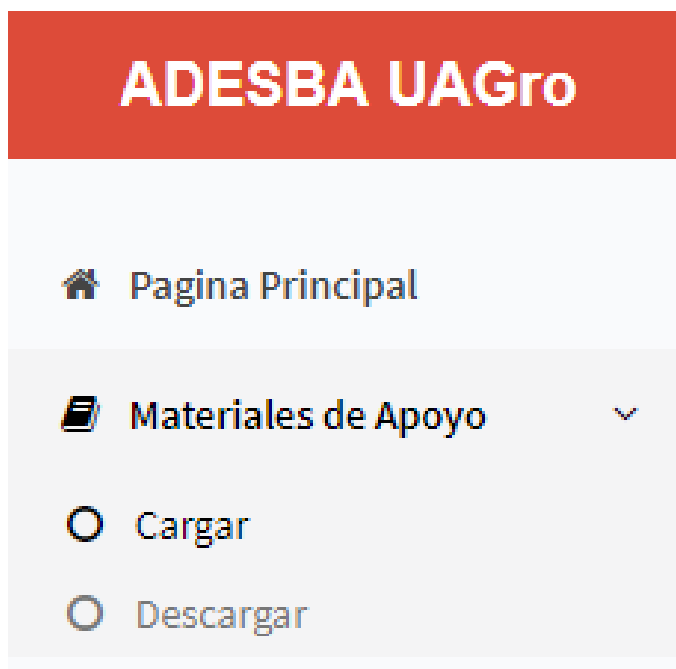 ADESBA UAGro
Pagina Principal
Materiales de Apoyo
Cargar
Descargar